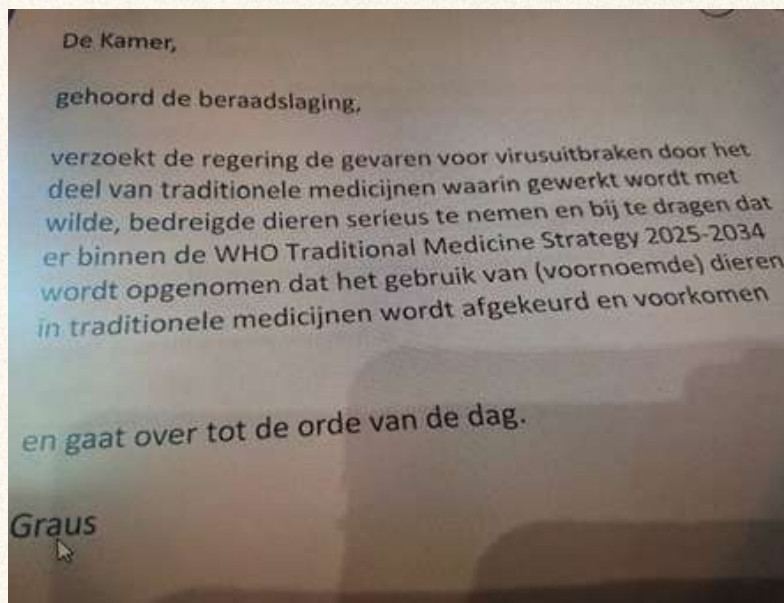 De Kamer,
gehoord de beraadslaging,
verzoekt de regering de gevaren voor virusuitbraken door het
deel van traditionele medicijnen waarin gewerkt wordt met
wilde, bedreigde dieren serieus te nemen en bij te dragen dat
er binnen de WHO Traditional Medicine Strategy 2025-2034
wordt opgenomen dat het gebruik van (voornoemde) dieren
in traditionele medicijnen wordt afgekeurd en voorkomen
en gaat over tot de orde van de dag.
Graus